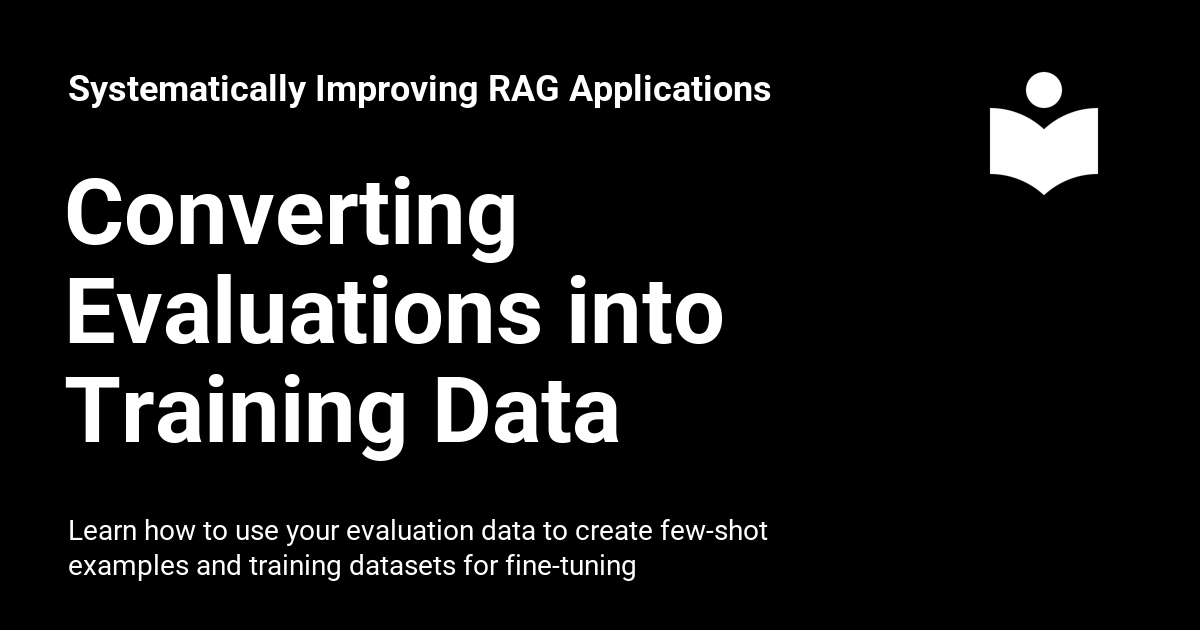 Systematically Improving RAG Applications
Converting
Evaluations into
Training Data
Learn how to use your evaluation data to create few-shot
examples and training datasets for fine-tuning